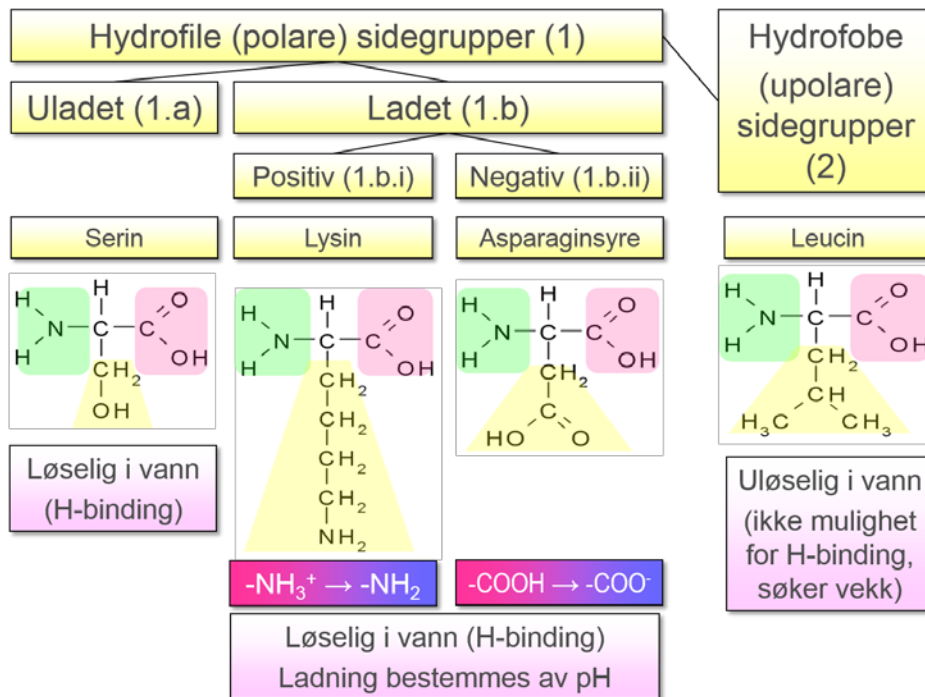 Hydrofile (polare) sidegrupper (1)
Hydrofobe
(upolare)
sidegrupper
(2)
Uladet (1.a)
Ladet (1.b)
Positiv (1.b.i)
Negativ (1.b.ii)
Serin
Lysin
Asparaginsyre
Leucin
H
H
N
H
C
C
O
OH
CH₂
OH
H
H
N
H
C
C
O
OH
CH₂
CH₂
CH₂
CH₂
NH₂
H
H
N
H
C
C
O
OH
CH₂
C
HO
O
H
H
N
H
C
C
O
OH
CH₂
CH
H₃C
CH₃
Løselig i vann
(H-binding)
-NH₃⁺ → -NH₂
-COOH → -COO⁻
Løselig i vann (H-binding)
Ladning bestemmes av pH
Uløselig i vann
(ikke mulighet
for H-binding,
søker vekk)